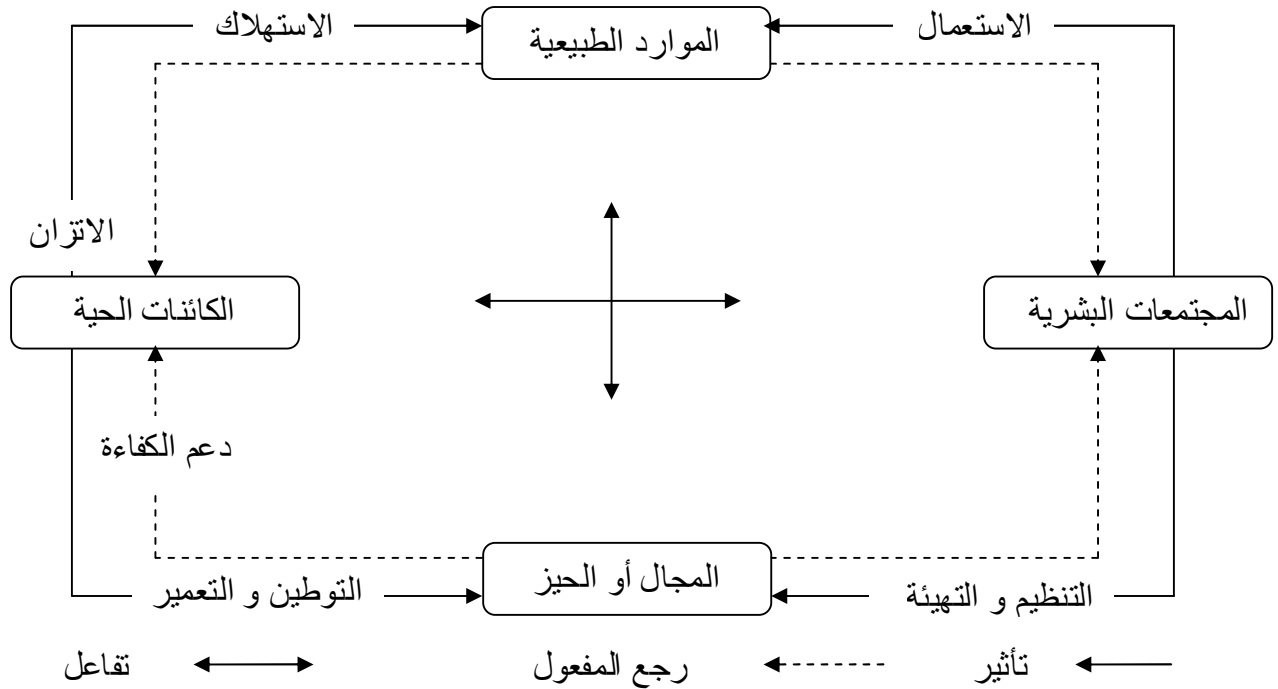 الاستعمال
الموارد الطبيعية
الاستهلاك
الاتزان
المجتمعات البشرية
الكائنات الحية
دعم الكفاءة
التنظيم و التهيئة
المجال أو الحيز
التوطين و التعمير
تأثير
رجع المفعول
تفاعل